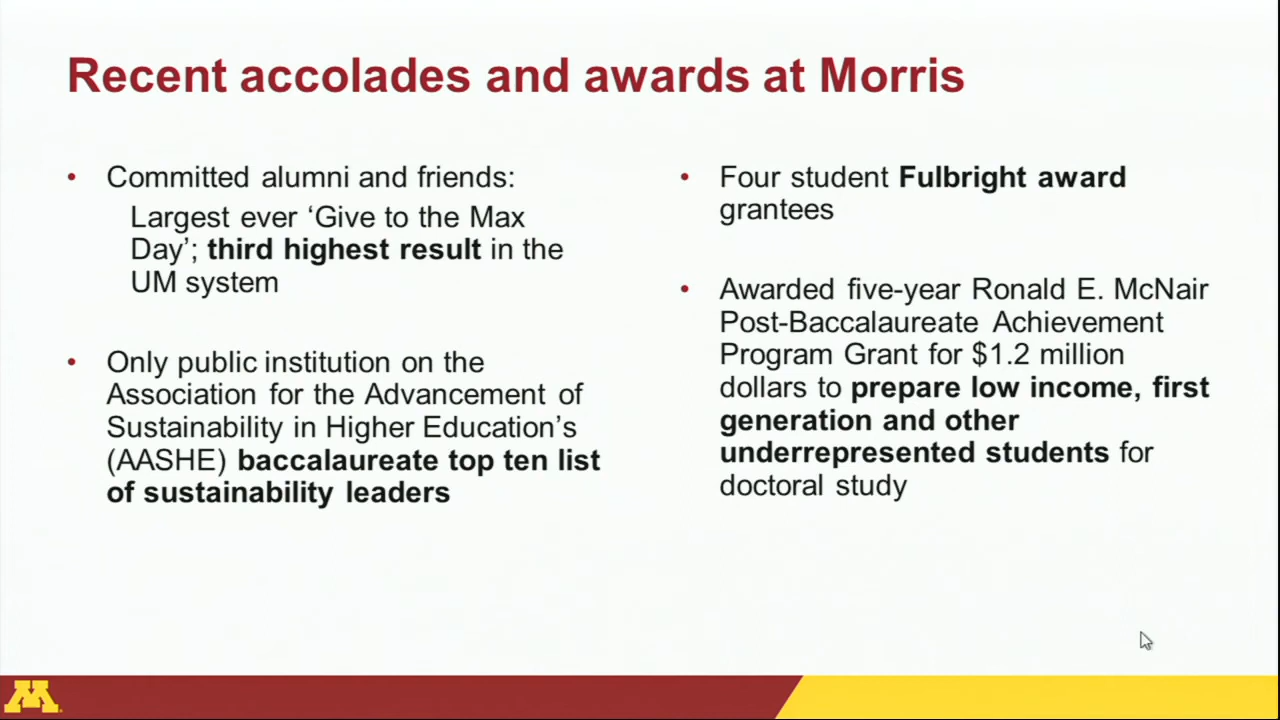 Recent accolades and awards at Morris
• Committed alumni and friends:
Largest ever ‘Give to the Max
Day’; third highest result in the
UM system
• Only public institution on the
Association for the Advancement of
Sustainability in Higher Education’s
(AASHE) baccalaureate top ten list
of sustainability leaders
• Four student Fulbright award
grantees
• Awarded five-year Ronald E. McNair
Post-Baccalaureate Achievement
Program Grant for $1.2 million
dollars to prepare low income, first
generation and other
underrepresented students for
doctoral study
M